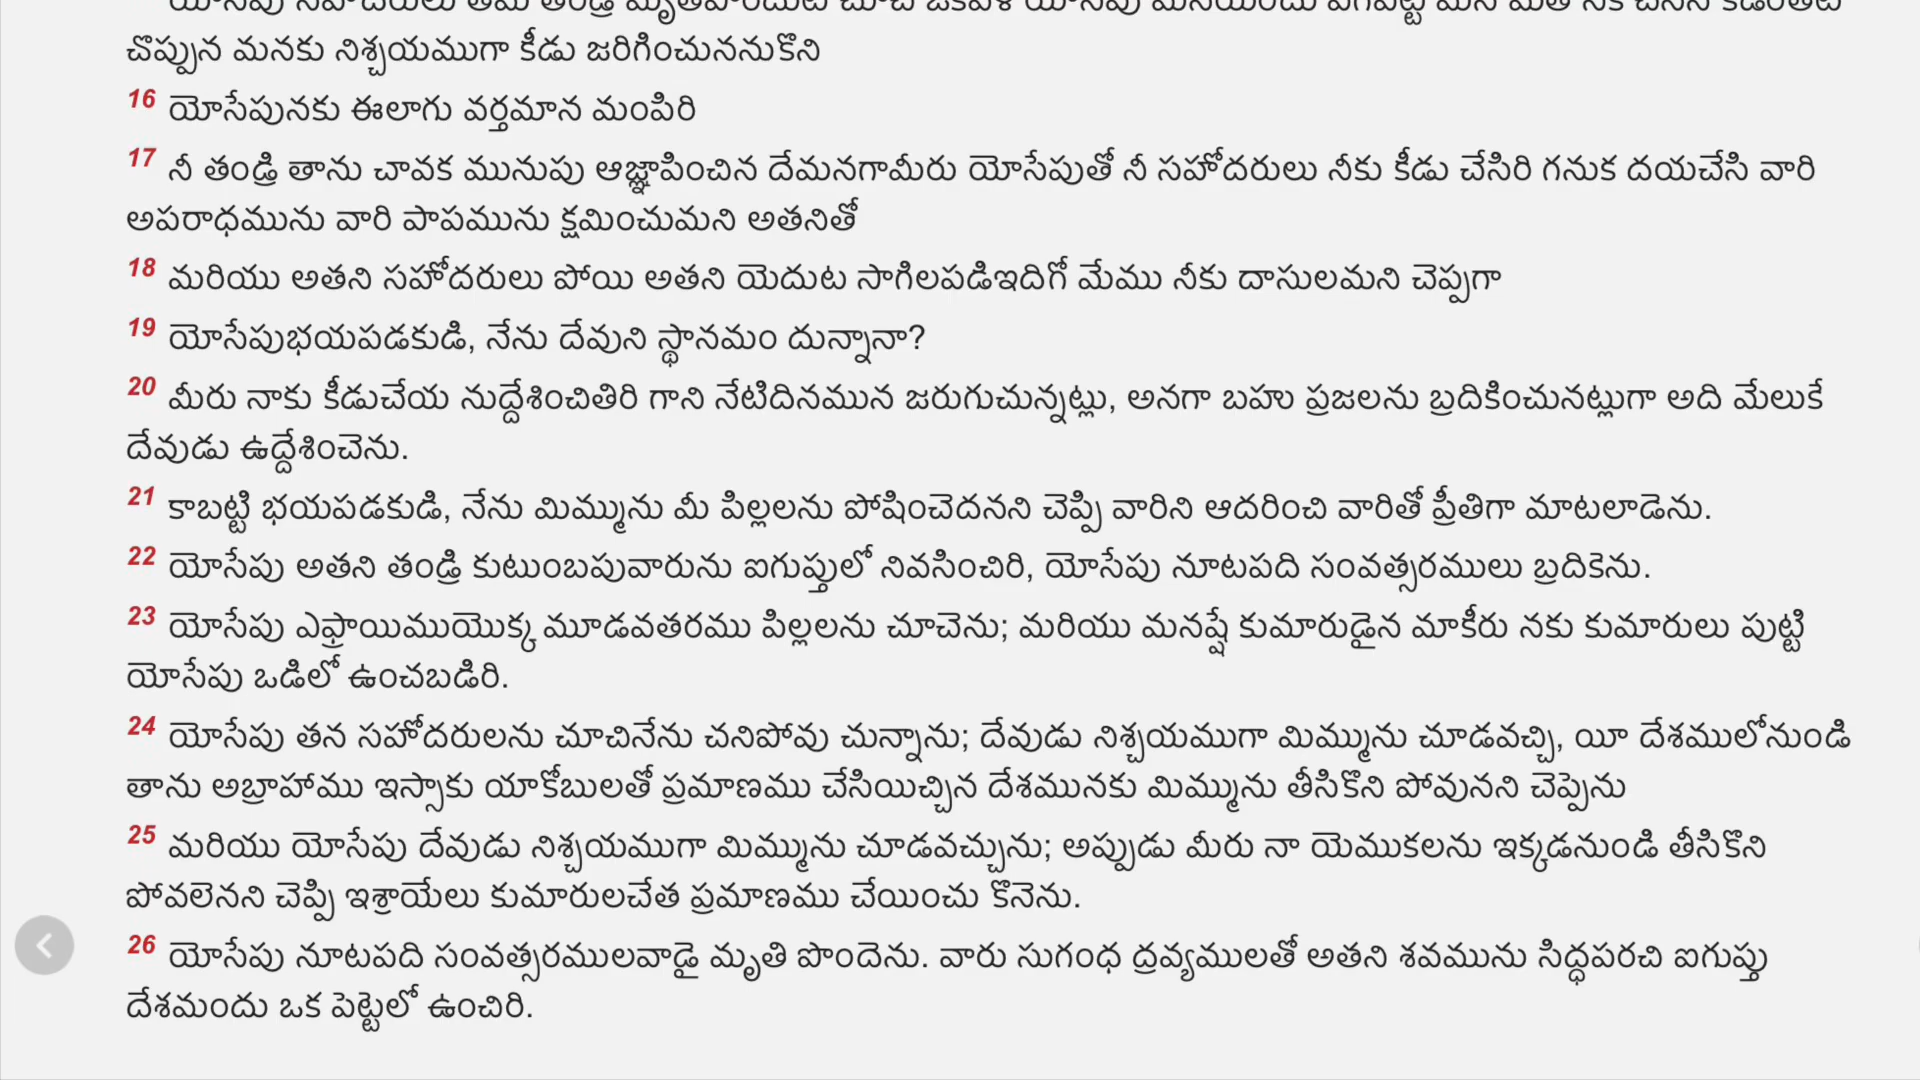 చొప్పున మనకు నిశ్చయముగా కీడు జరిగించుననుకొని
16 యోసేపునకు ఈలాగు వర్తమాన మంపిరి
17 నీ తండ్రి తాను చావక మునుపు ఆజ్ఞాపించిన దేమనగామీరు యోసేపుతో నీ సహోదరులు నీకు కీడు చేసిరి గనుక దయచేసి వారి
అపరాధమును వారి పాపమును క్షమించుమని అతనితో
18 మరియు అతని సహోదరులు పోయి అతని యెదుట సాగిలపడిఇదిగో మేము నీకు దాసులమని చెప్పగా
19 యోసేపుభయపడకుడి, నేను దేవుని స్థానమం దున్నానా?
20 మీరు నాకు కీడుచేయ నుద్దేశించితిరి గాని నేటిదినమున జరుగుచున్నట్లు, అనగా బహు ప్రజలను బ్రదికించునట్లుగా అది మేలుకే
దేవుడు ఉద్దేశించెను.
21 కాబట్టి భయపడకుడి, నేను మిమ్మును మీ పిల్లలను పోషించెదనని చెప్పి వారిని ఆదరించి వారితో ప్రీతిగా మాటలాడెను.
22 యోసేపు అతని తండ్రి కుటుంబపువారును ఐగుప్తులో నివసించిరి, యోసేపు నూటపది సంవత్సరములు బ్రదికెను.
23 యోసేపు ఎఫ్రాయిముయొక్క మూడవతరము పిల్లలను చూచెను; మరియు మనష్షే కుమారుడైన మాకీరు నకు కుమారులు పుట్టి
యోసేపు ఒడిలో ఉంచబడిరి.
24 యోసేపు తన సహోదరులను చూచినేను చనిపోవు చున్నాను; దేవుడు నిశ్చయముగా మిమ్మును చూడవచ్చి, యీ దేశములోనుండి
తాను అబ్రాహాము ఇస్సాకు యాకోబులతో ప్రమాణము చేసియిచ్చిన దేశమునకు మిమ్మును తీసికొని పోవునని చెప్పెను
25 మరియు యోసేపు దేవుడు నిశ్చయముగా మిమ్మును చూడవచ్చును; అప్పుడు మీరు నా యెముకలను ఇక్కడనుండి తీసికొని
పోవలెనని చెప్పి ఇశ్రాయేలు కుమారులచేత ప్రమాణము చేయించు కొనెను.
26 యోసేపు నూటపది సంవత్సరములవాడై మృతి పొందెను. వారు సుగంధ ద్రవ్యములతో అతని శవమును సిద్ధపరచి ఐగుప్తు
దేశమందు ఒక పెట్టెలో ఉంచిరి.